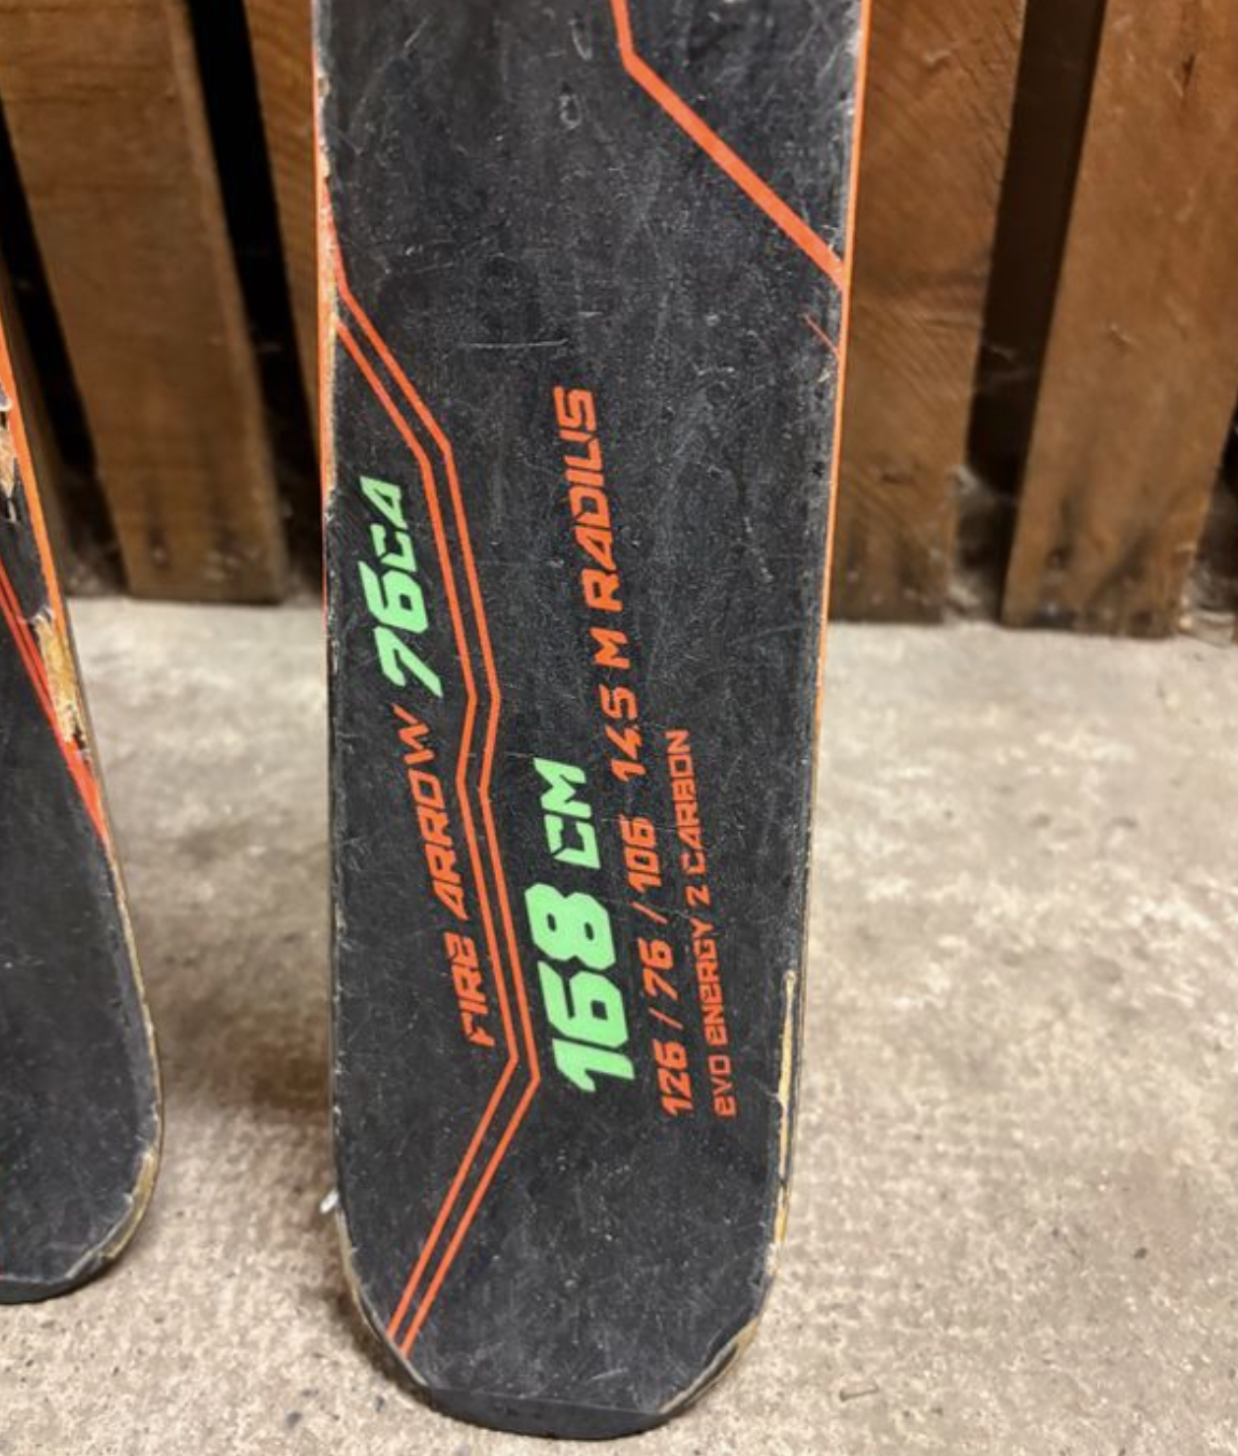 FIRE ARROW 76CA
168 CM
126 / 76 / 106 14.5 M RADIUS
EVO ENERGY 2 CARBON